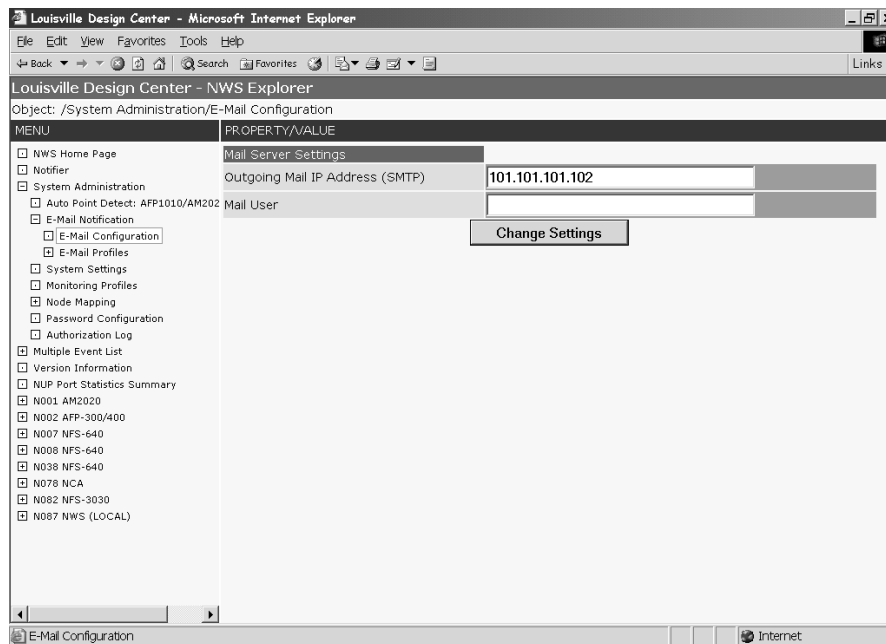 Louisville Design Center - Microsoft Internet Explorer
File Edit View Favorites Tools Help
Back Search Favorites Links
Louisville Design Center - NWS Explorer
Object: /System Administration/E-Mail Configuration
MENU PROPERTY/VALUE
NWS Home Page
Notifier
System Administration
Auto Point Detect: AFP1010/AM202
E-Mail Notification
E-Mail Configuration
E-Mail Profiles
System Settings
Monitoring Profiles
Node Mapping
Password Configuration
Authorization Log
Multiple Event List
Version Information
NUP Port Statistics Summary
N001 AM2020
N002 AFP-300/400
N007 NFS-640
N008 NFS-640
N038 NFS-640
N078 NCA
N082 NFS-3030
N087 NWS (LOCAL)
Mail Server Settings
Outgoing Mail IP Address (SMTP) 101.101.101.102
Mail User
Change Settings
E-Mail Configuration Internet